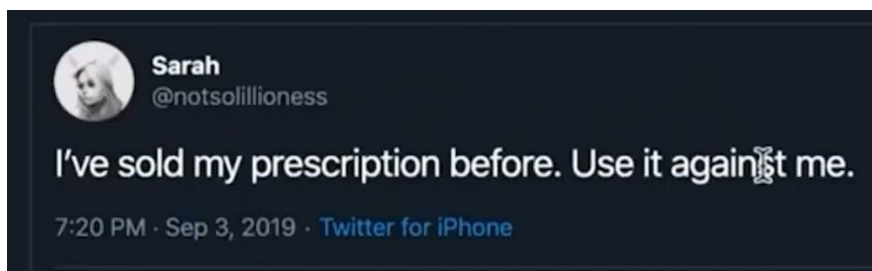 Sarah
@notsolillioness
I've sold my prescription before. Use it against me.
7:20 PM · Sep 3, 2019 · Twitter for iPhone